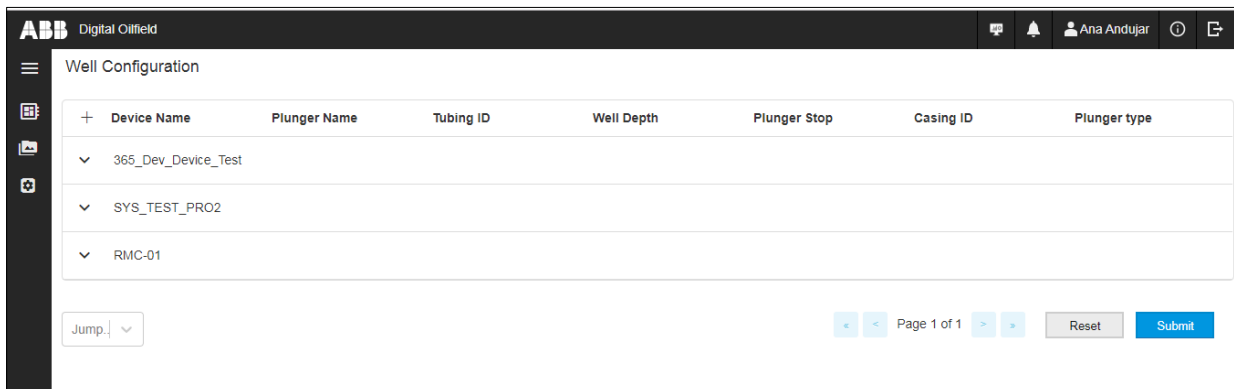 ABB Digital Oilfield Ana Andujar
Well Configuration
+ Device Name Plunger Name Tubing ID Well Depth Plunger Stop Casing ID Plunger type
365_Dev_Device_Test
SYS_TEST_PRO2
RMC-01
Jump.. « < Page 1 of 1 > » Reset Submit